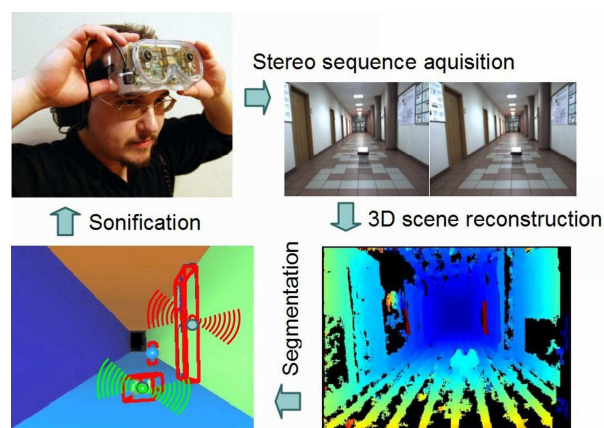 Stereo sequence aquisition
Sonification
3D scene reconstruction
Segmentation